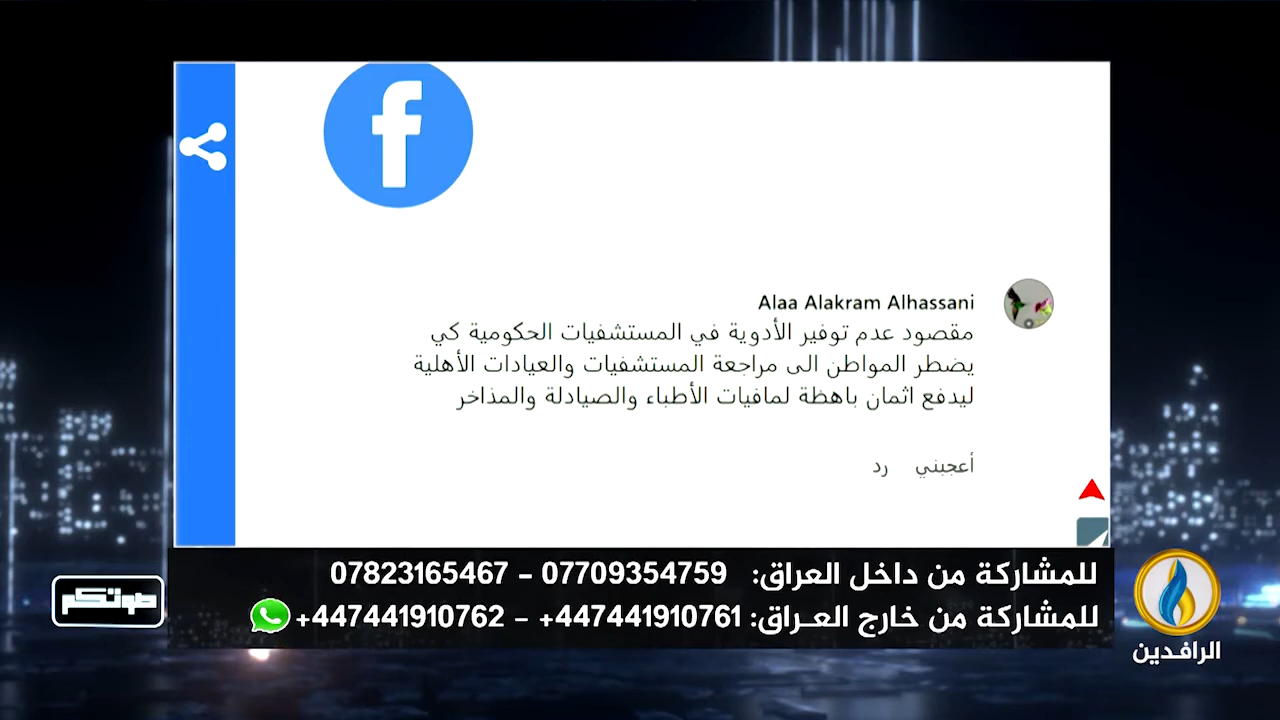 Alaa Alakram Alhassani
مقصود عدم توفير الأدوية في المستشفيات الحكومية كي
يضطر المواطن الى مراجعة المستشفيات والعيادات الأهلية
ليدفع اثمان باهظة لمافيات الأطباء والصيادلة والمذاخر
أعجبني رد
للمشاركة من داخل العراق: 07709354759 - 07823165467
للمشاركة من خارج العـراق: 447441910761+ - 447441910762+
صوتكم
الرافدين